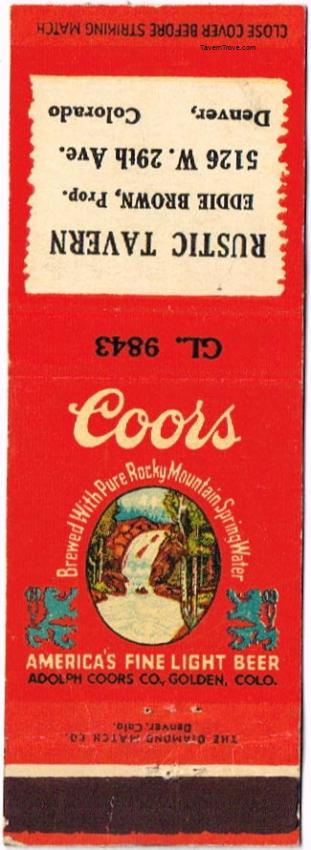 CLOSE COVER BEFORE STRIKING MATCH
TavernTrove.com
RUSTIC TAVERN
EDDIE BROWN, Prop.
5126 W. 29th Ave.
Denver, Colorado
GL. 9843
Coors
Brewed With Pure Rocky Mountain Spring Water
AMERICA'S FINE LIGHT BEER
ADOLPH COORS CO., GOLDEN, COLO.
THE DIAMOND MATCH CO.
Denver, Colo.